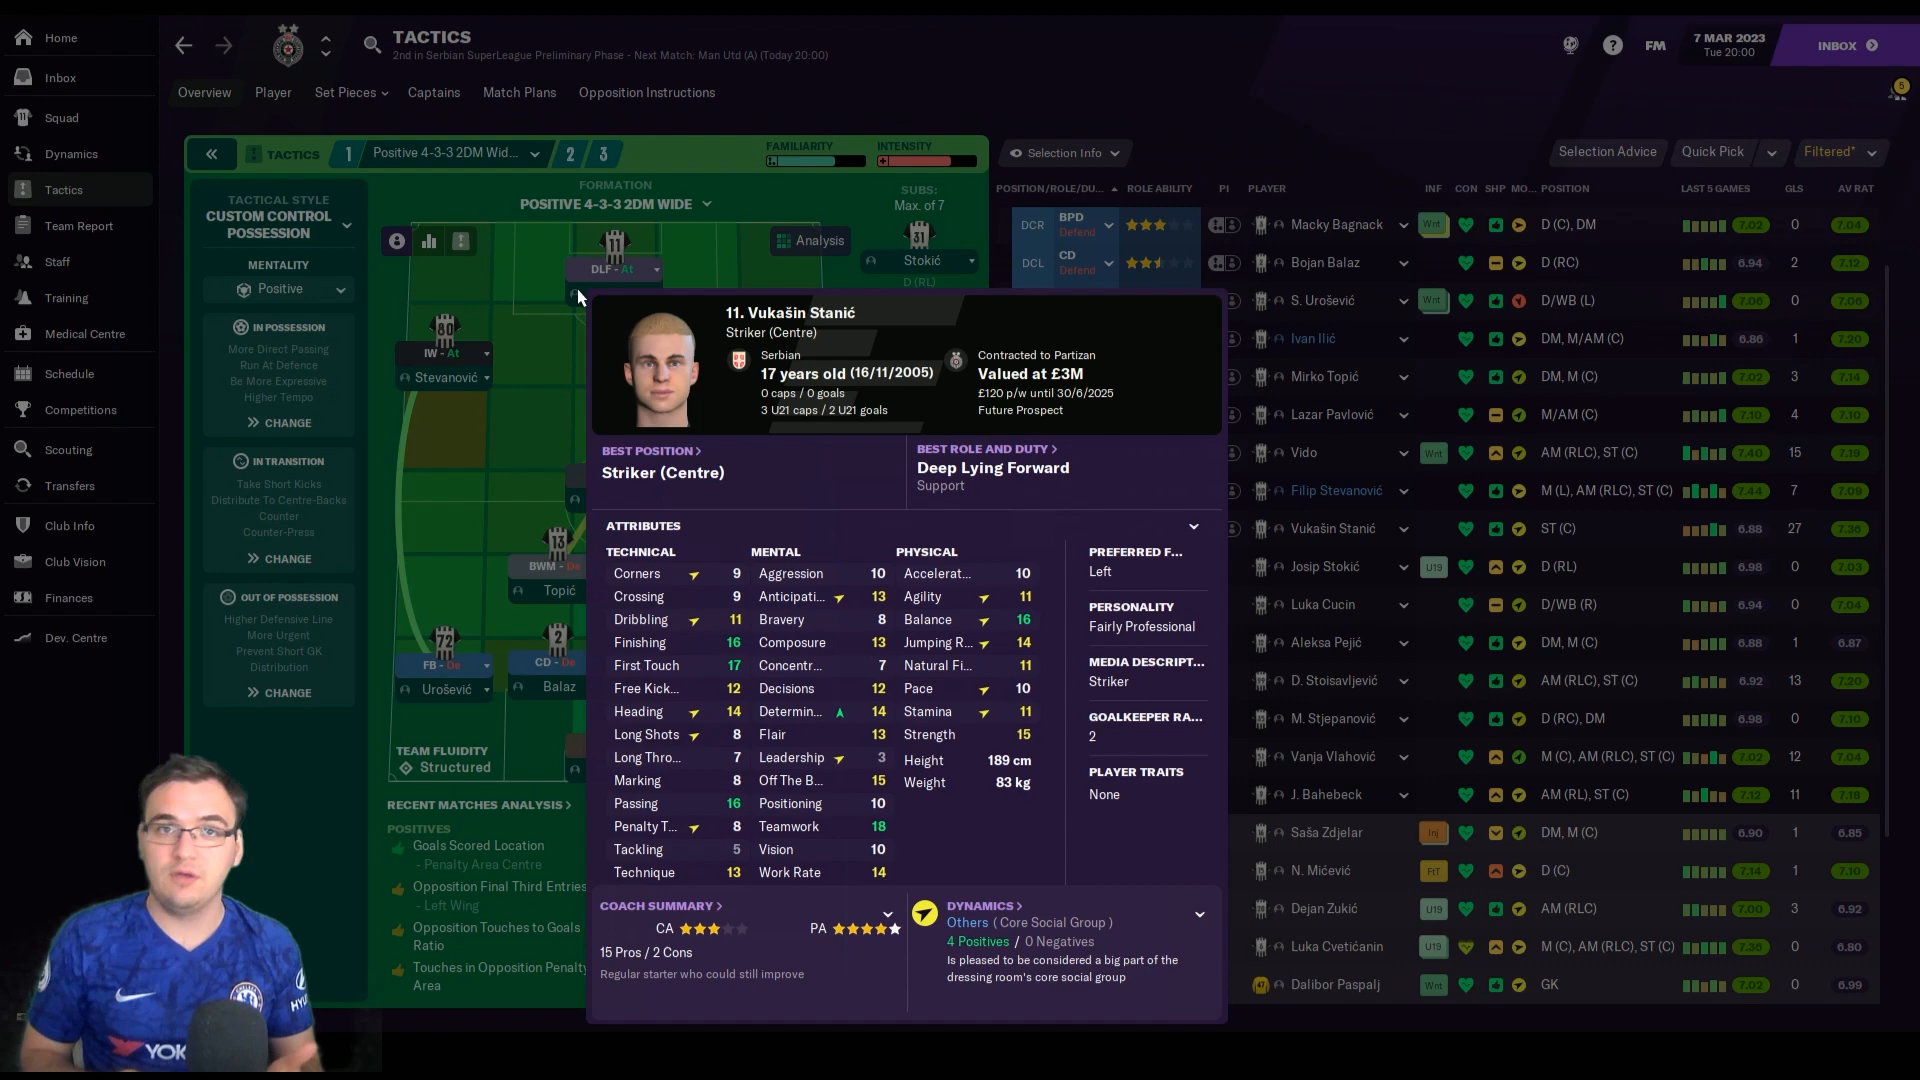 Home
Inbox
Squad
Dynamics
Tactics
Team Report
Staff
Training
Medical Centre
Schedule
Competitions
Scouting
Transfers
Club Info
Club Vision
Finances
Dev. Centre
TACTICS
2nd in Serbian SuperLeague Preliminary Phase - Next Match: Man Utd (A) (Today 20:00)
FM
7 MAR 2023
Tue 20:00
INBOX
5
Overview Player Set Pieces Captains Match Plans Opposition Instructions
TACTICS 1 Positive 4-3-3 2DM Wid... 2 3
FAMILIARITY
INTENSITY
TACTICAL STYLE
CUSTOM CONTROL
POSSESSION
MENTALITY
Positive
IN POSSESSION
More Direct Passing
Run At Defence
Be More Expressive
Higher Tempo
CHANGE
IN TRANSITION
Take Short Kicks
Distribute To Centre-Backs
Counter
Counter-Press
CHANGE
OUT OF POSSESSION
Higher Defensive Line
More Urgent
Prevent Short GK
Distribution
CHANGE
FORMATION
POSITIVE 4-3-3 2DM WIDE
SUBS:
Max. of 7
Analysis
11
DLF - At
31
Stokić
D (RL)
80
IW - At
Stevanović
13
BWM - De
Topić
72
FB - De
Urošević
2
CD - De
Balaz
TEAM FLUIDITY
Structured
RECENT MATCHES ANALYSIS
POSITIVES
Goals Scored Location
- Penalty Area Centre
Opposition Final Third Entries
- Left Wing
Opposition Touches to Goals
Ratio
Touches in Opposition Penalty
Area
11. Vukašin Stanić
Striker (Centre)
Serbian
17 years old (16/11/2005)
0 caps / 0 goals
3 U21 caps / 2 U21 goals
Contracted to Partizan
Valued at £3M
£120 p/w until 30/6/2025
Future Prospect
BEST POSITION
Striker (Centre)
BEST ROLE AND DUTY
Deep Lying Forward
Support
ATTRIBUTES
TECHNICAL MENTAL PHYSICAL
Corners 9 Aggression 10 Accelerat... 10
Crossing 9 Anticipati... 13 Agility 11
Dribbling 11 Bravery 8 Balance 16
Finishing 16 Composure 13 Jumping R... 14
First Touch 17 Concentr... 7 Natural Fi... 11
Free Kick... 12 Decisions 12 Pace 10
Heading 14 Determin... 14 Stamina 11
Long Shots 8 Flair 13 Strength 15
Long Thro... 7 Leadership 3 Height 189 cm
Marking 8 Off The B... 15 Weight 83 kg
Passing 16 Positioning 10
Penalty T... 8 Teamwork 18
Tackling 5 Vision 10
Technique 13 Work Rate 14
PREFERRED F...
Left
PERSONALITY
Fairly Professional
MEDIA DESCRIPT...
Striker
GOALKEEPER RA...
2
PLAYER TRAITS
None
COACH SUMMARY
CA PA
15 Pros / 2 Cons
Regular starter who could still improve
DYNAMICS
Others ( Core Social Group )
4 Positives / 0 Negatives
Is pleased to be considered a big part of the
dressing room's core social group
Selection Info
Selection Advice
Quick Pick
Filtered*
POSITION/ROLE/DU... ROLE ABILITY PI PLAYER INF CON SHP MO... POSITION LAST 5 GAMES GLS AV RAT
DCR BPD Defend Macky Bagnack Wnt D (C), DM 7.02 0 7.04
DCL CD Defend Bojan Balaz D (RC) 6.94 2 7.12
S. Urošević Wnt D/WB (L) 7.06 0 7.06
Ivan Ilić DM, M/AM (C) 6.86 1 7.20
Mirko Topić DM, M (C) 7.02 3 7.14
Lazar Pavlović M/AM (C) 7.10 4 7.10
Vido Wnt AM (RLC), ST (C) 7.40 15 7.19
Filip Stevanović M (L), AM (RLC), ST (C) 7.44 7 7.09
Vukašin Stanić ST (C) 6.88 27 7.36
Josip Stokić U19 D (RL) 6.98 0 7.03
Luka Cucin D/WB (R) 6.94 0 7.04
Aleksa Pejić DM, M (C) 6.88 1 6.87
D. Stoisavljević AM (RLC), ST (C) 6.92 13 7.20
M. Stjepanović D (RC), DM 6.98 0 7.10
Vanja Vlahović M (C), AM (RLC), ST (C) 7.02 12 7.04
J. Bahebeck AM (RL), ST (C) 7.12 11 7.18
Saša Zdjelar Inj DM, M (C) 6.90 1 6.85
N. Mićević FtT D (C) 7.14 1 7.10
Dejan Zukić U19 AM (RLC) 7.00 3 6.92
Luka Cvetićanin U19 M (C), AM (RLC), ST (C) 7.36 0 6.80
Dalibor Paspalj Wnt GK 7.02 0 6.99
YOK
HYU